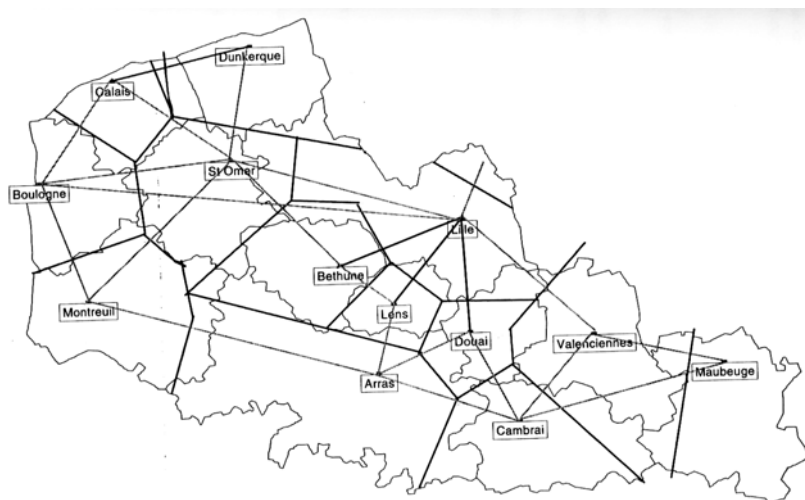 Dunkerque
Calais
St Omer
Boulogne
Lille
Bethune
Montreuil
Lens
Douai
Valenciennes
Maubeuge
Arras
Cambrai